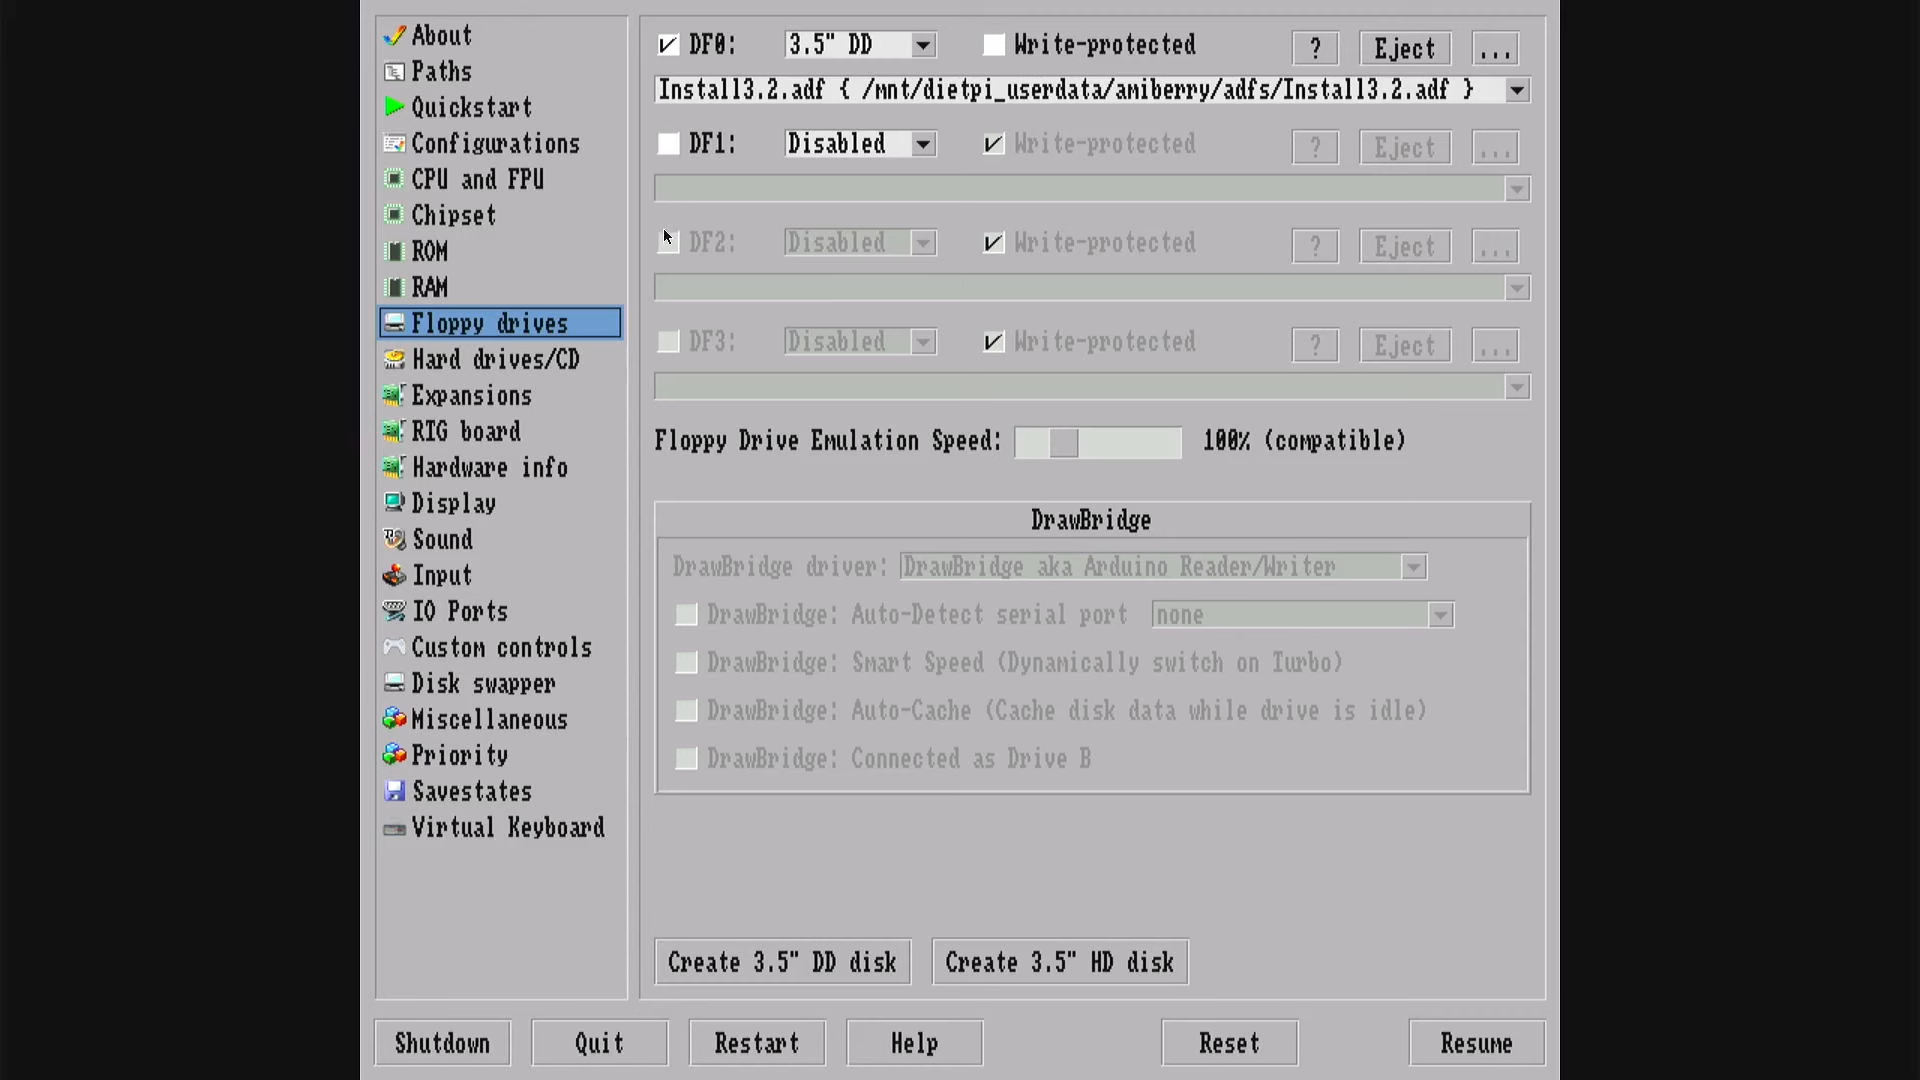 About
Paths
Quickstart
Configurations
CPU and FPU
Chipset
ROM
RAM
Floppy drives
Hard drives/CD
Expansions
RTG board
Hardware info
Display
Sound
Input
IO Ports
Custom controls
Disk swapper
Miscellaneous
Priority
Savestates
Virtual Keyboard
DF0: 3.5" DD Write-protected ? Eject ...
Install3.2.adf { /mnt/dietpi_userdata/amiberry/adfs/Install3.2.adf }
DF1: Disabled Write-protected ? Eject ...
DF2: Disabled Write-protected ? Eject ...
DF3: Disabled Write-protected ? Eject ...
Floppy Drive Emulation Speed: 100% (compatible)
DrawBridge
DrawBridge driver: DrawBridge aka Arduino Reader/Writer
DrawBridge: Auto-Detect serial port none
DrawBridge: Smart Speed (Dynamically switch on Turbo)
DrawBridge: Auto-Cache (Cache disk data while drive is idle)
DrawBridge: Connected as Drive B
Create 3.5" DD disk Create 3.5" HD disk
Shutdown Quit Restart Help Reset Resume